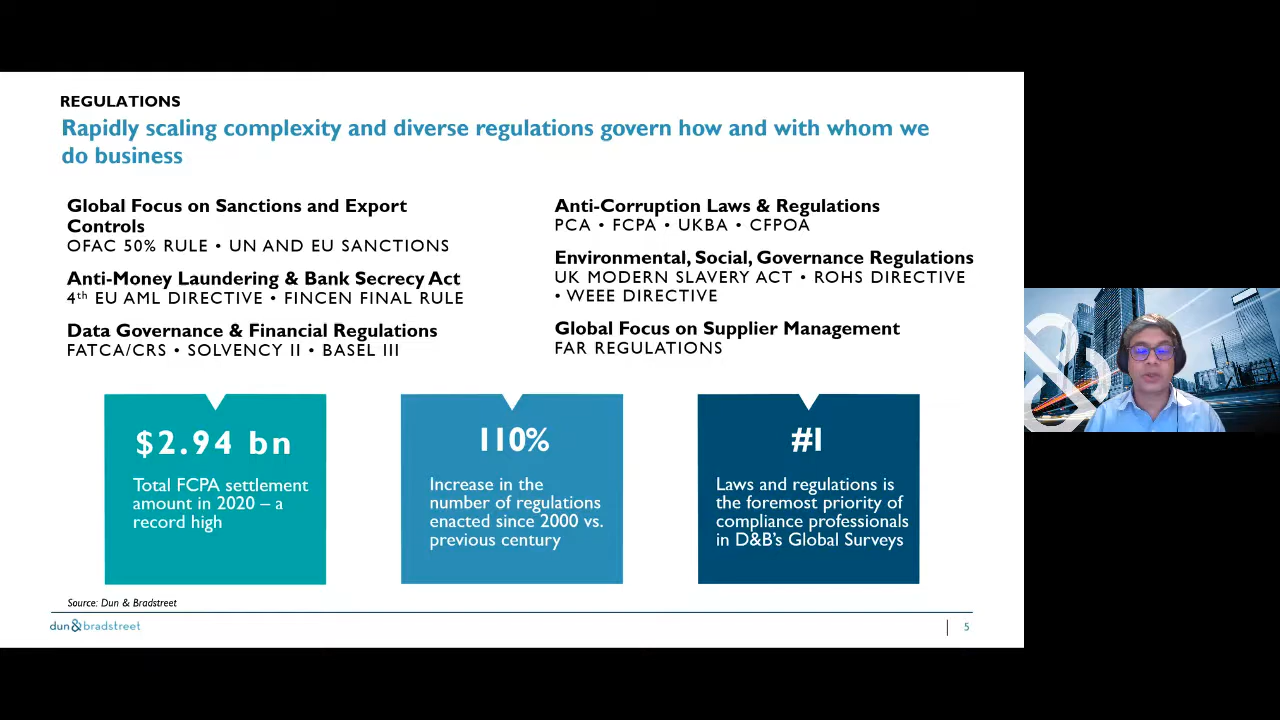 REGULATIONS
Rapidly scaling complexity and diverse regulations govern how and with whom we
do business
Global Focus on Sanctions and Export
Controls
OFAC 50% RULE • UN AND EU SANCTIONS
Anti-Money Laundering & Bank Secrecy Act
4th EU AML DIRECTIVE • FINCEN FINAL RULE
Data Governance & Financial Regulations
FATCA/CRS • SOLVENCY II • BASEL III
Anti-Corruption Laws & Regulations
PCA • FCPA • UKBA • CFPOA
Environmental, Social, Governance Regulations
UK MODERN SLAVERY ACT • ROHS DIRECTIVE
• WEEE DIRECTIVE
Global Focus on Supplier Management
FAR REGULATIONS
$2.94 bn
Total FCPA settlement
amount in 2020 – a
record high
110%
Increase in the
number of regulations
enacted since 2000 vs.
previous century
#1
Laws and regulations is
the foremost priority of
compliance professionals
in D&B's Global Surveys
Source: Dun & Bradstreet
dun&bradstreet
5